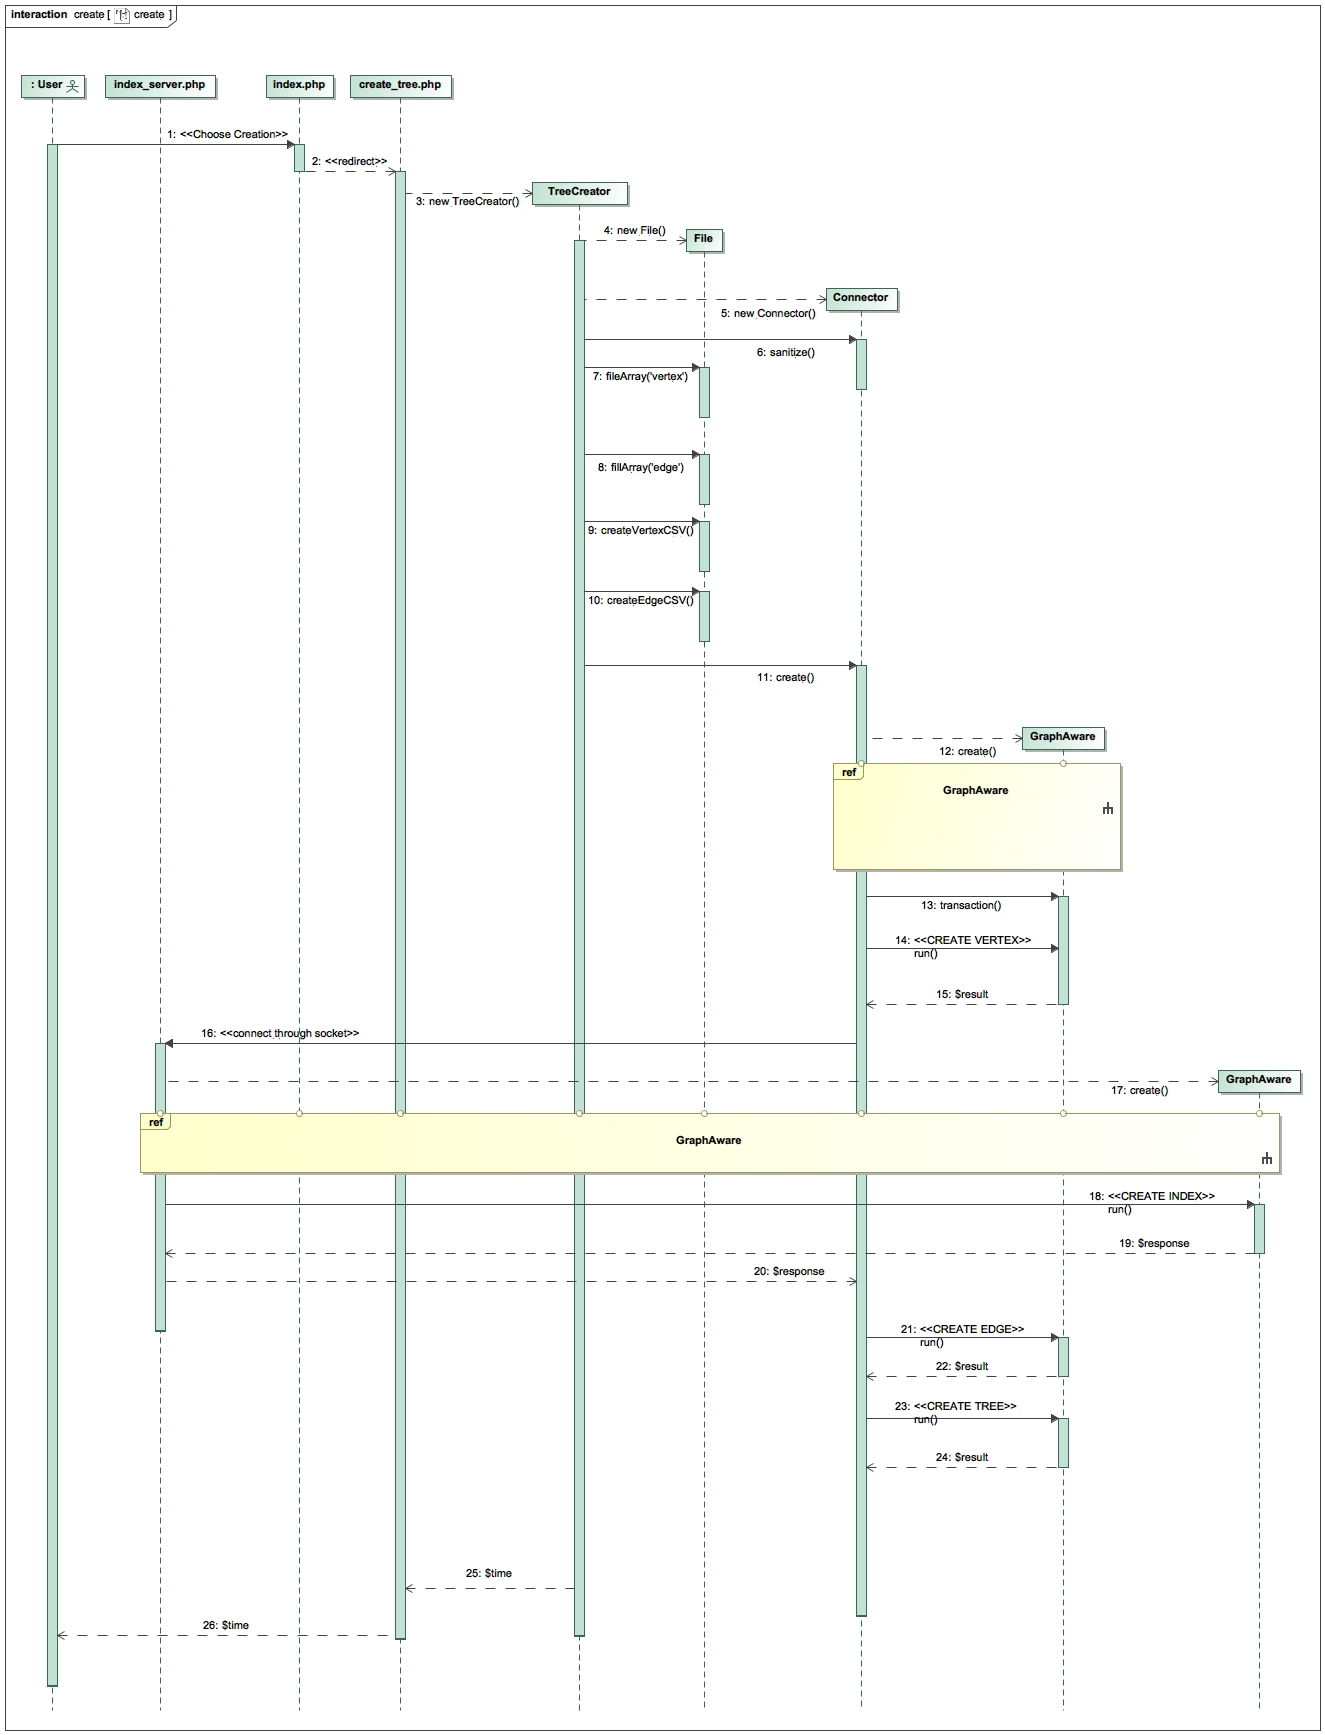 interaction create [ create ]
: User
index_server.php
index.php
create_tree.php
1: <<Choose Creation>>
2: <<redirect>>
TreeCreator
3: new TreeCreator()
4: new File()
File
Connector
5: new Connector()
6: sanitize()
7: fileArray('vertex')
8: fillArray('edge')
9: createVertexCSV()
10: createEdgeCSV()
11: create()
GraphAware
12: create()
ref
GraphAware
13: transaction()
14: <<CREATE VERTEX>>
run()
15: $result
16: <<connect through socket>>
GraphAware
17: create()
ref
GraphAware
18: <<CREATE INDEX>>
run()
19: $response
20: $response
21: <<CREATE EDGE>>
run()
22: $result
23: <<CREATE TREE>>
run()
24: $result
25: $time
26: $time